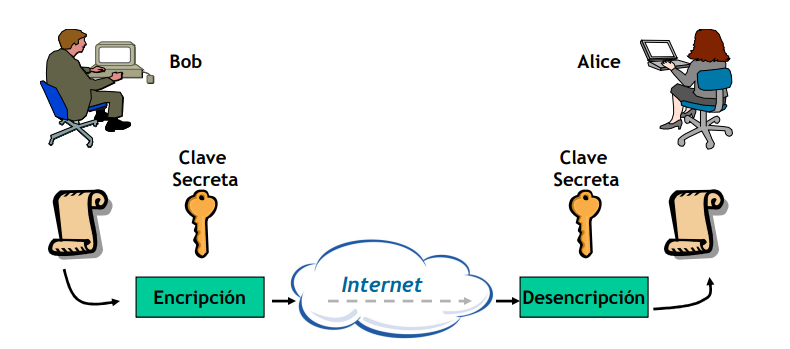 Bob
Alice
Clave
Secreta
Clave
Secreta
Internet
Encripción
Desencripción